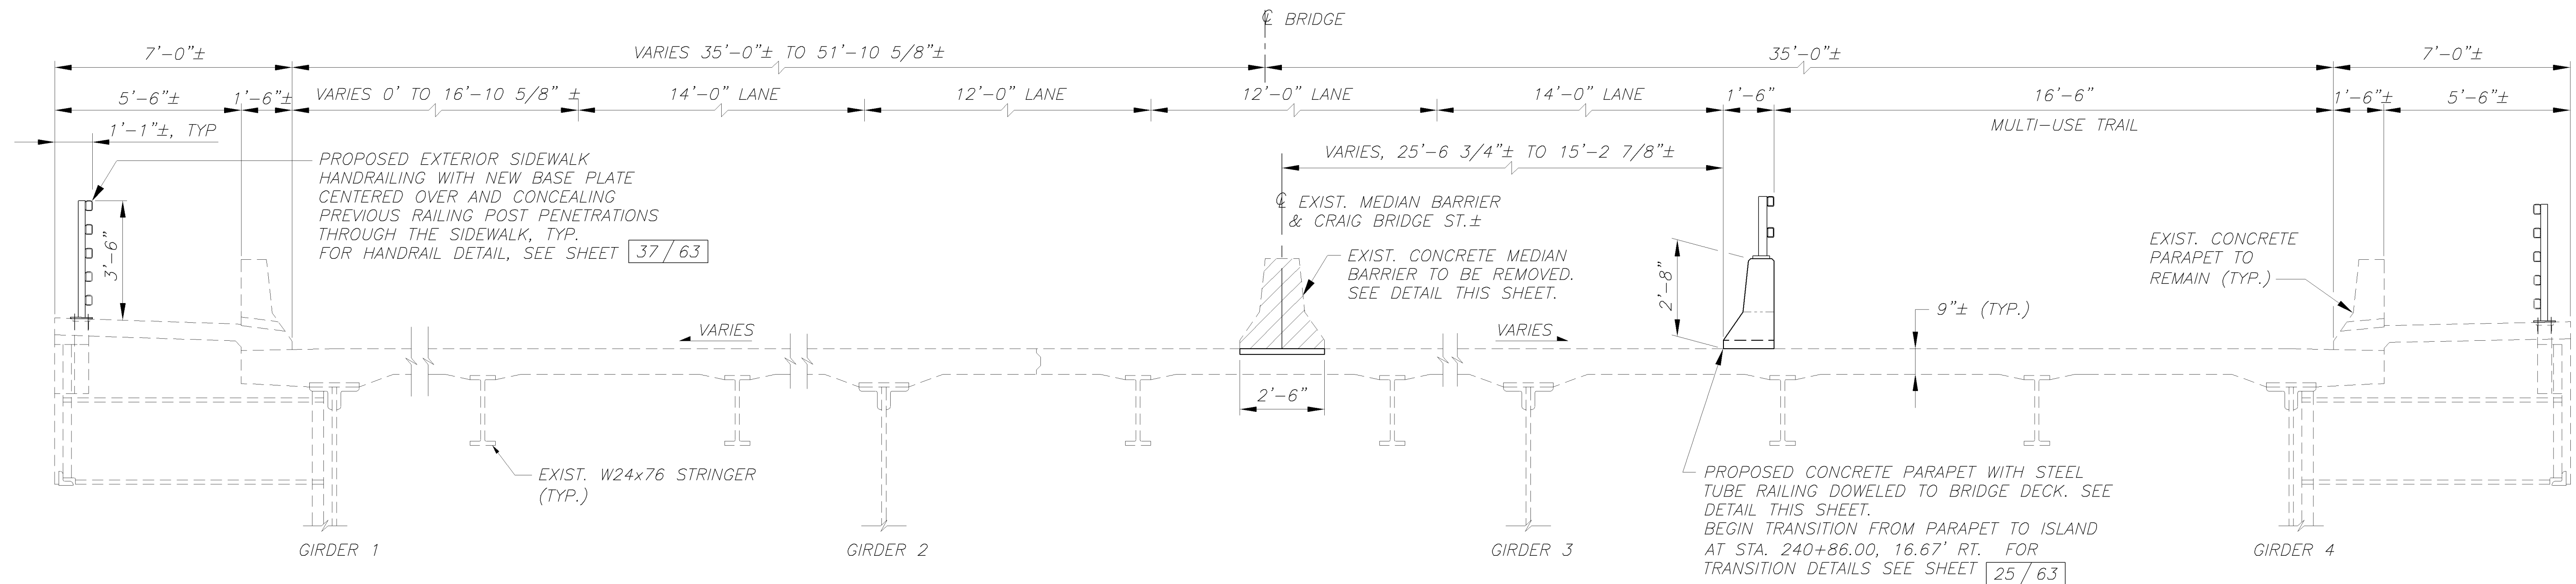 ℄ BRIDGE
7'-0"±
VARIES 35'-0"± TO 51'-10 5/8"±
35'-0"±
7'-0"±
5'-6"±
1'-6"±
VARIES 0' TO 16'-10 5/8" ±
14'-0" LANE
12'-0" LANE
12'-0" LANE
14'-0" LANE
1'-6"
16'-6"
MULTI-USE TRAIL
1'-6"±
5'-6"±
1'-1"±, TYP
PROPOSED EXTERIOR SIDEWALK
HANDRAILING WITH NEW BASE PLATE
CENTERED OVER AND CONCEALING
PREVIOUS RAILING POST PENETRATIONS
THROUGH THE SIDEWALK, TYP.
FOR HANDRAIL DETAIL, SEE SHEET 37 / 63
3'-6"
VARIES, 25'-6 3/4"± TO 15'-2 7/8"±
℄ EXIST. MEDIAN BARRIER
& CRAIG BRIDGE ST.±
EXIST. CONCRETE MEDIAN
BARRIER TO BE REMOVED.
SEE DETAIL THIS SHEET.
2'-8"
EXIST. CONCRETE
PARAPET TO
REMAIN (TYP.)
9"± (TYP.)
VARIES
VARIES
2'-6"
EXIST. W24x76 STRINGER
(TYP.)
PROPOSED CONCRETE PARAPET WITH STEEL
TUBE RAILING DOWELED TO BRIDGE DECK. SEE
DETAIL THIS SHEET.
BEGIN TRANSITION FROM PARAPET TO ISLAND
AT STA. 240+86.00, 16.67' RT. FOR
TRANSITION DETAILS SEE SHEET 25 / 63
GIRDER 1
GIRDER 2
GIRDER 3
GIRDER 4